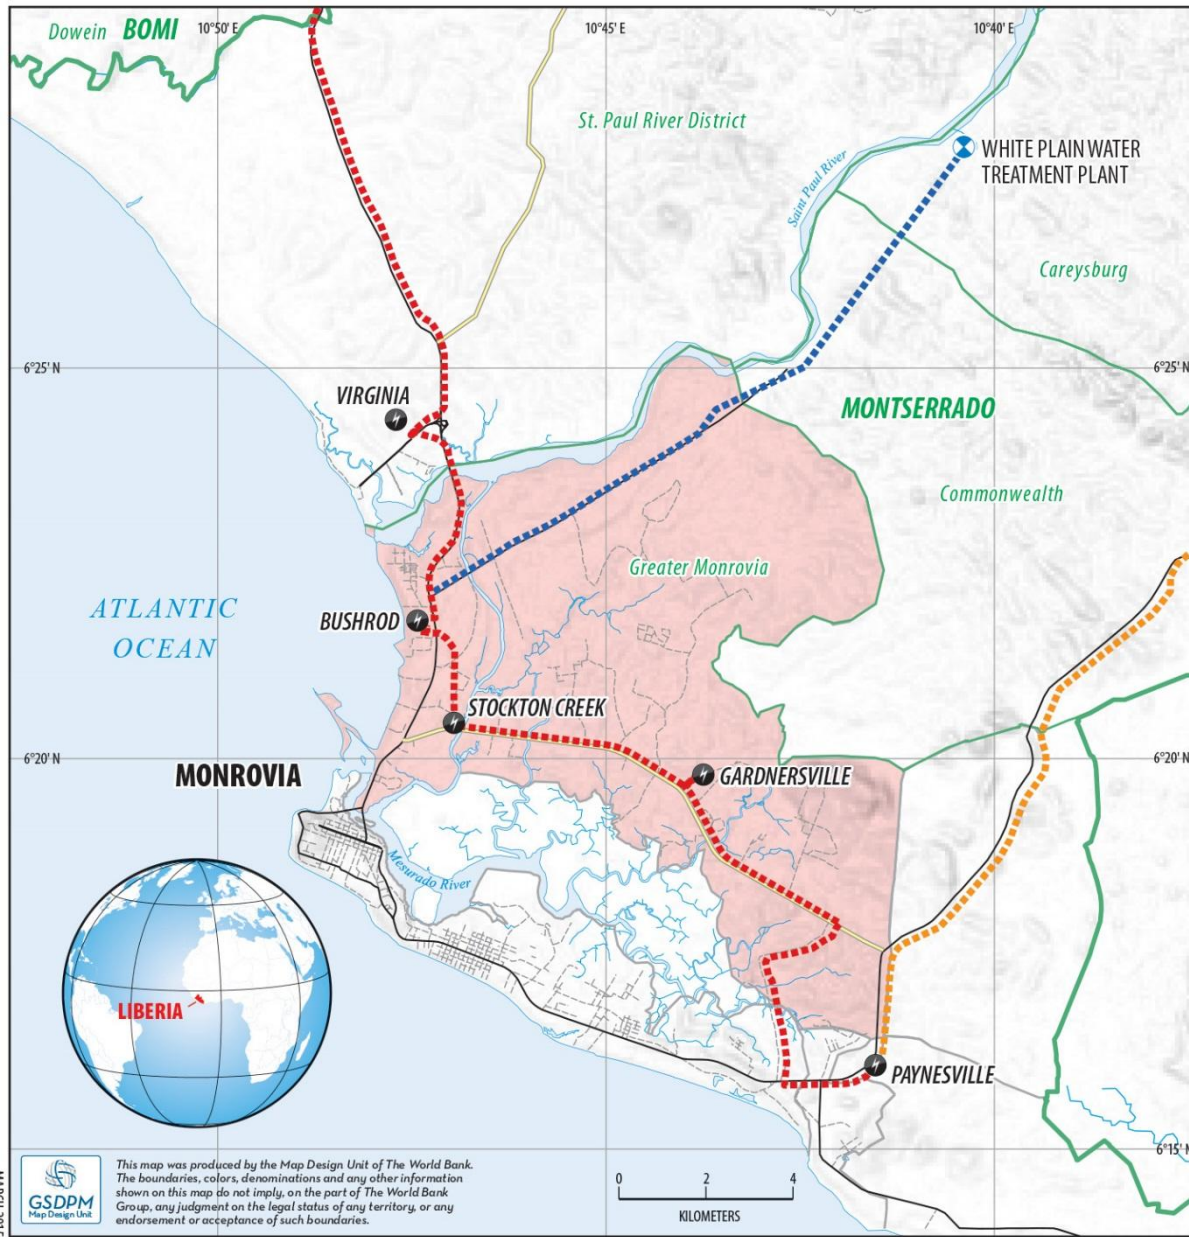 Dowein BOMI
10°50' E
10°45' E
10°40' E
St. Paul River District
Saint Paul River
WHITE PLAIN WATER
TREATMENT PLANT
Careysburg
6°25' N
6°25' N
VIRGINIA
MONTSERRADO
Commonwealth
Greater Monrovia
ATLANTIC
OCEAN
BUSHROD
STOCKTON CREEK
6°20' N
6°20' N
MONROVIA
GARDNERSVILLE
Mesurado River
LIBERIA
PAYNESVILLE
6°15' N
GSDPM
Map Design Unit
This map was produced by the Map Design Unit of The World Bank.
The boundaries, colors, denominations and any other information
shown on this map do not imply, on the part of The World Bank
Group, any judgment on the legal status of any territory, or any
endorsement or acceptance of such boundaries.
0 2 4
KILOMETERS